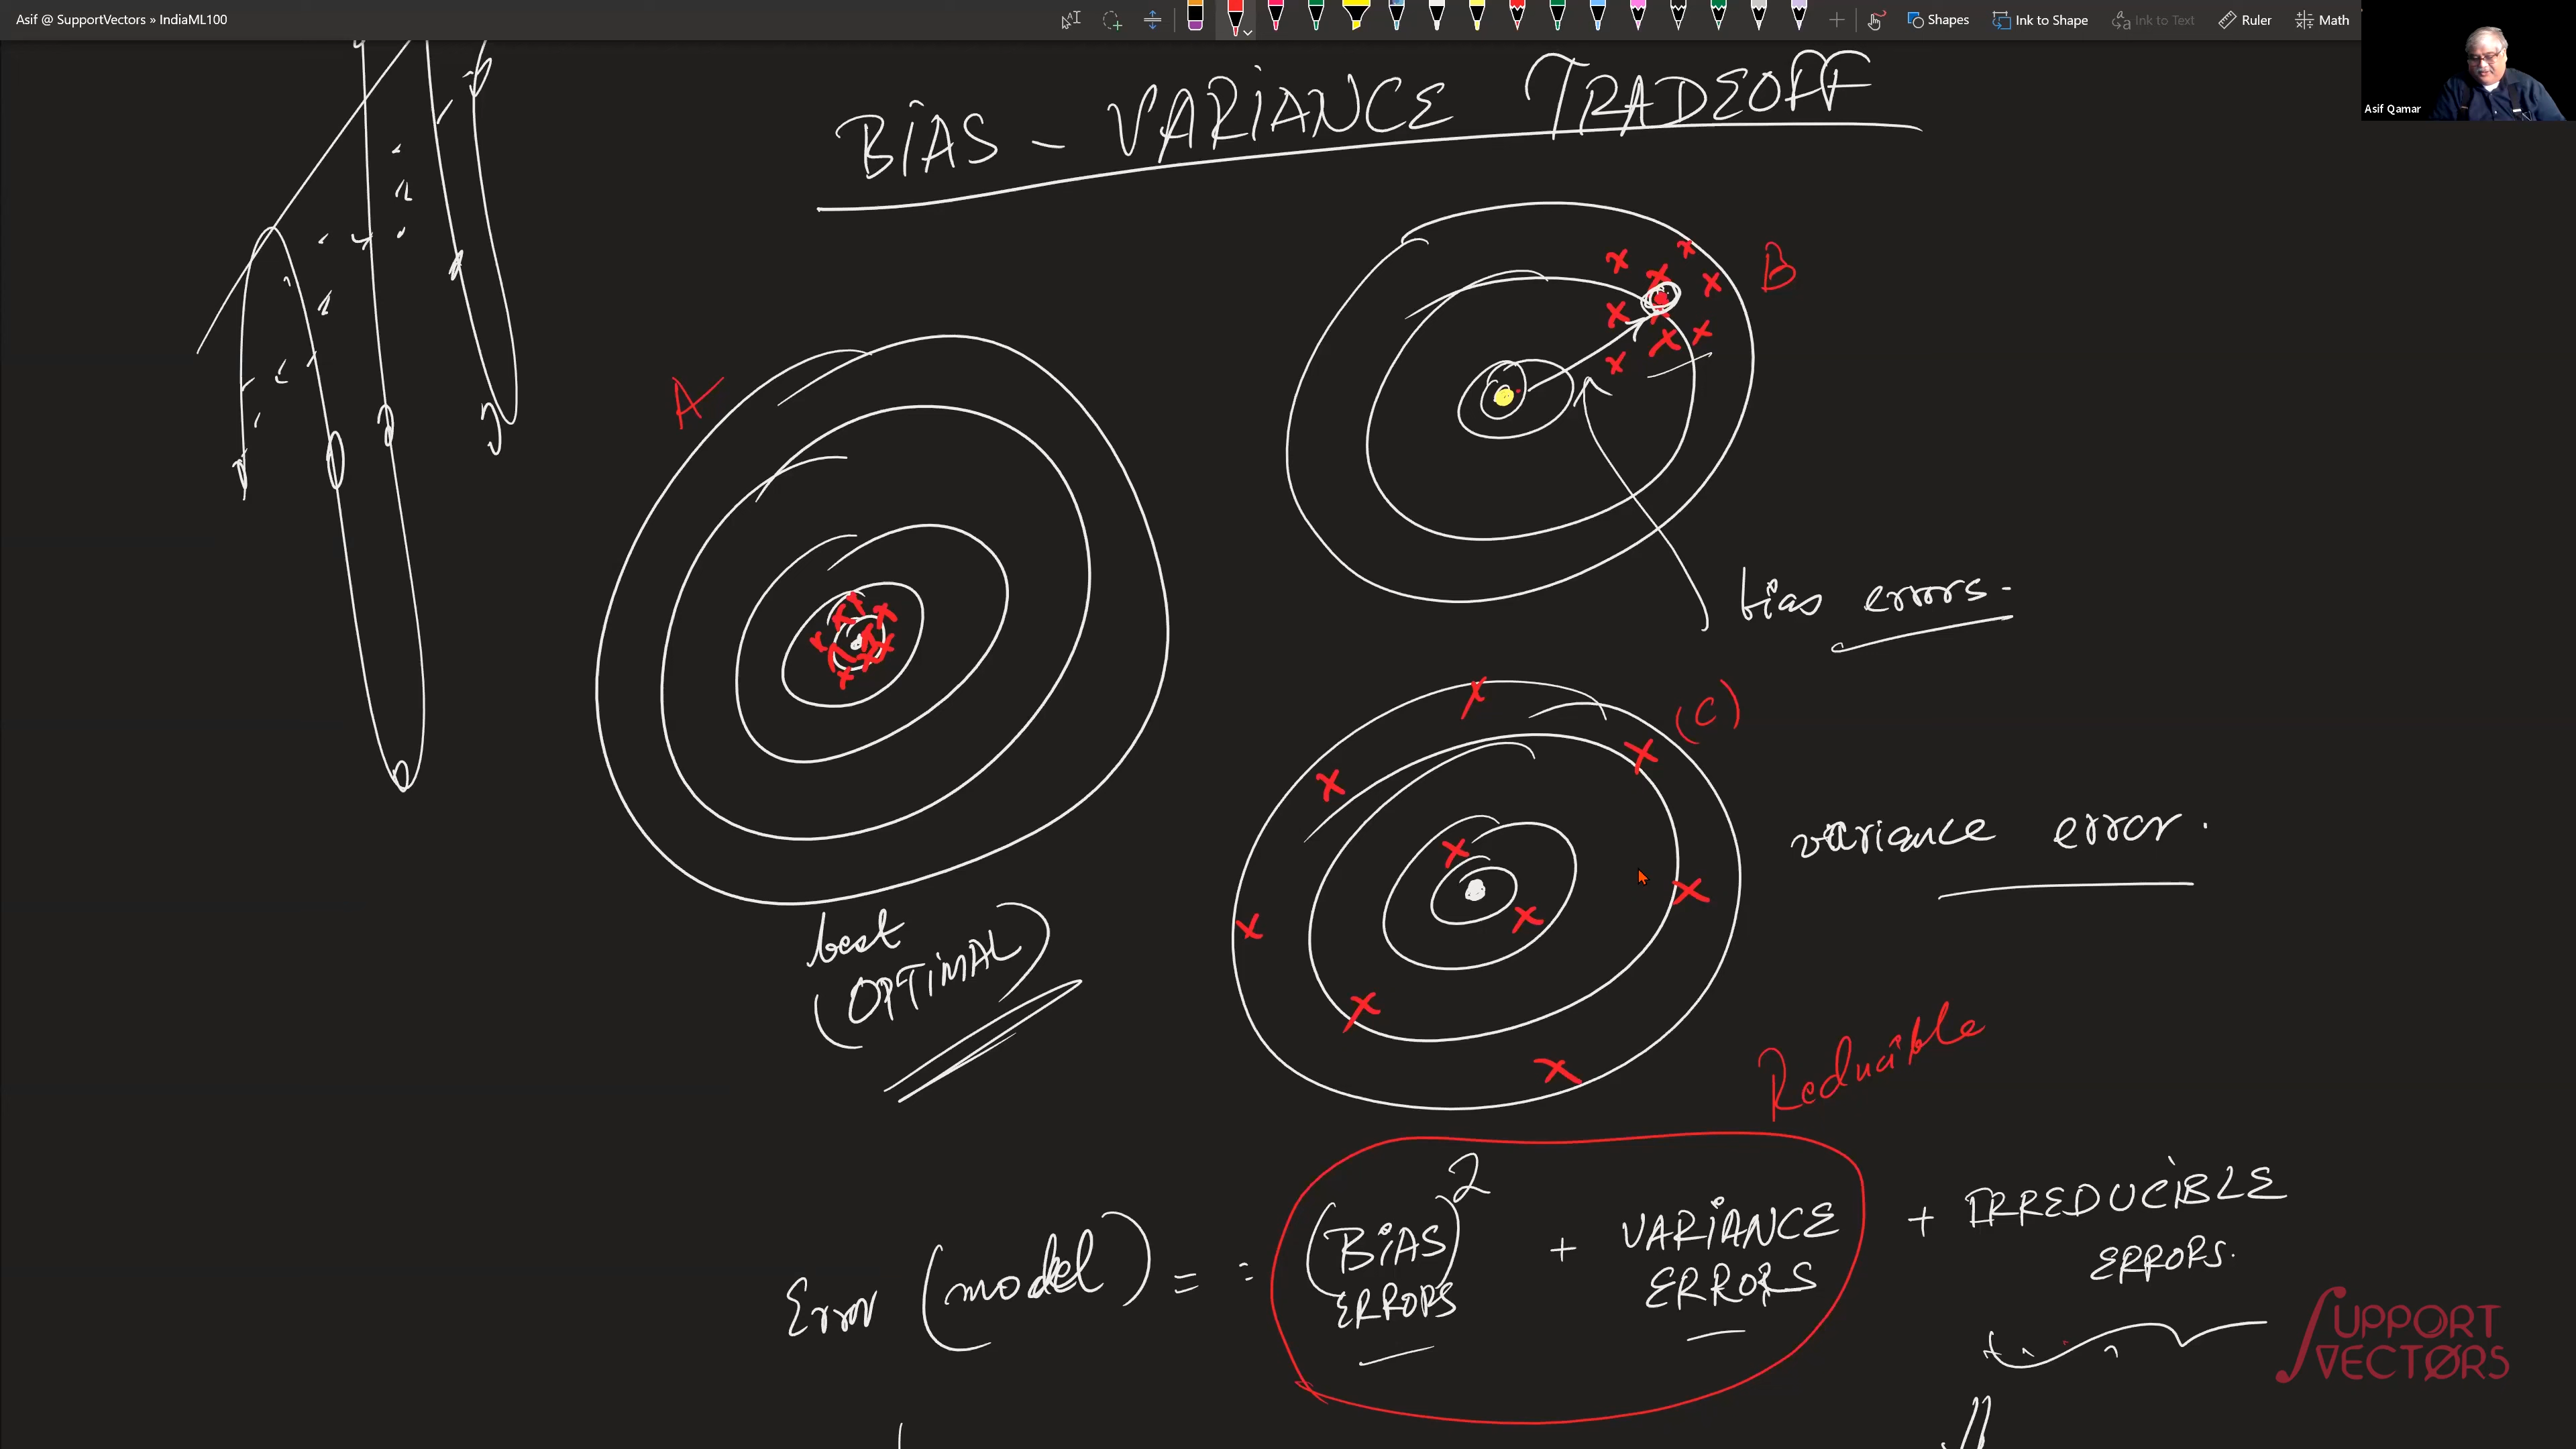 Asif @ SupportVectors » IndiaML100
Shapes
Ink to Shape
Ink to Text
Ruler
Math
Asif Qamar
BIAS - VARIANCE TRADEOFF
A
B
bias errors.
(C)
variance error.
best
(OPTIMAL)
Reducible
Error (model) = = (BIAS)² + VARIANCE + IRREDUCIBLE
ERRORS ERRORS ERRORS.
SUPPORT
VECTORS